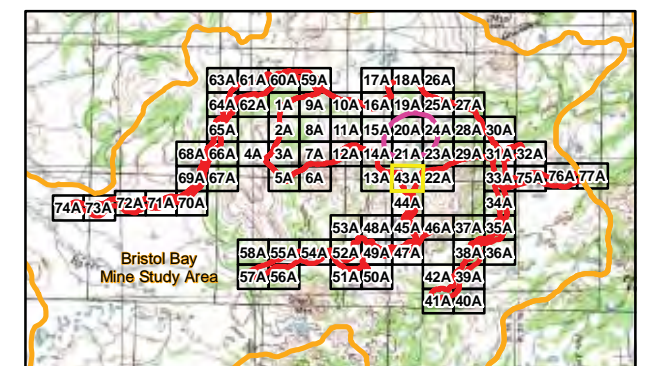 63A 61A 60A 59A 17A 18A 26A
64A 62A 1A 9A 10A 16A 19A 25A 27A
65A 2A 8A 11A 15A 20A 24A 28A 30A
68A 66A 4A 3A 7A 12A 14A 21A 23A 29A 31A 32A
69A 67A 5A 6A 13A 43A 22A 33A 75A 76A 77A
74A 73A 72A 71A 70A 44A 34A
53A 48A 45A 46A 37A 35A
58A 55A 54A 52A 49A 47A 38A 36A
57A 56A 51A 50A 42A 39A
41A 40A
Bristol Bay
Mine Study Area